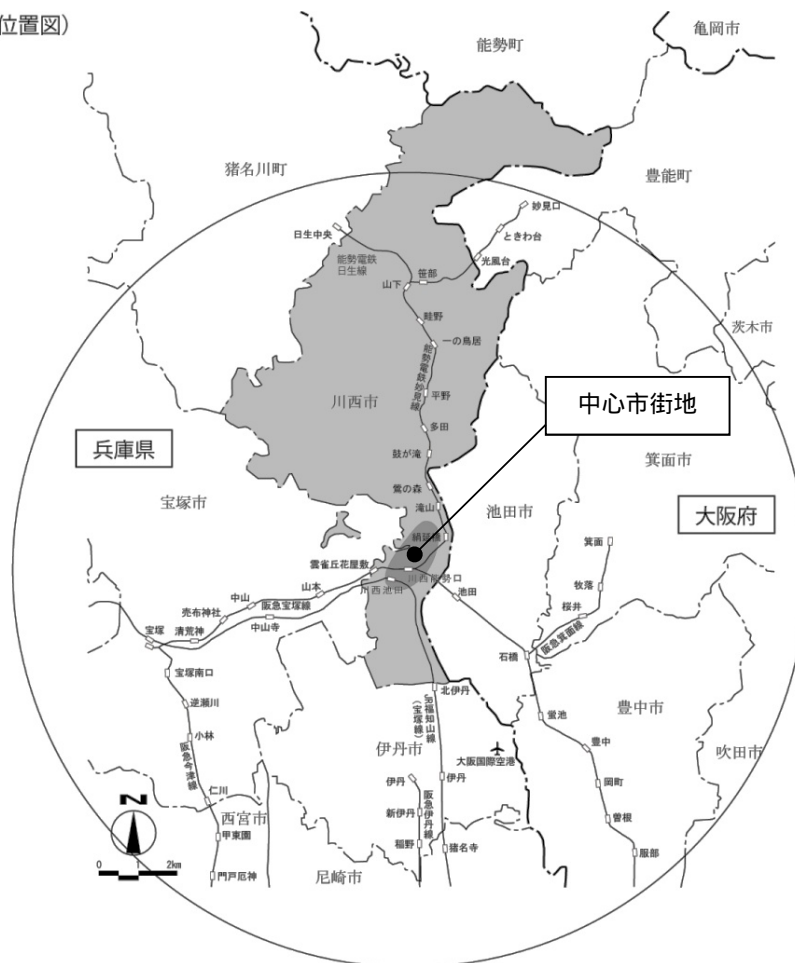 位置図）
亀岡市
能勢町
猪名川町
豊能町
妙見口
日生中央
ときわ台
能勢電鉄
日生線
光風台
笹部
山下
畦野
茨木市
一の鳥居
能勢電鉄妙見線
川西市
平野
中心市街地
多田
兵庫県
鼓が滝
箕面市
宝塚市
鶯の森
滝山
池田市
大阪府
絹延橋
箕面
雲雀丘花屋敷
川西能勢口
川西池田
牧落
中山
山本
池田
桜井
売布神社
阪急宝塚線
中山寺
宝塚
清荒神
石橋
阪急箕面線
宝塚南口
北伊丹
逆瀬川
JR福知山線
（宝塚線）
豊中市
螢池
小林
伊丹市
豊中
吹田市
阪急今津線
大阪国際空港
伊丹
伊丹
岡町
仁川
阪急伊丹線
N
西宮市
新伊丹
曽根
甲東園
稲野
猪名寺
服部
0 2km
門戸厄神
尼崎市